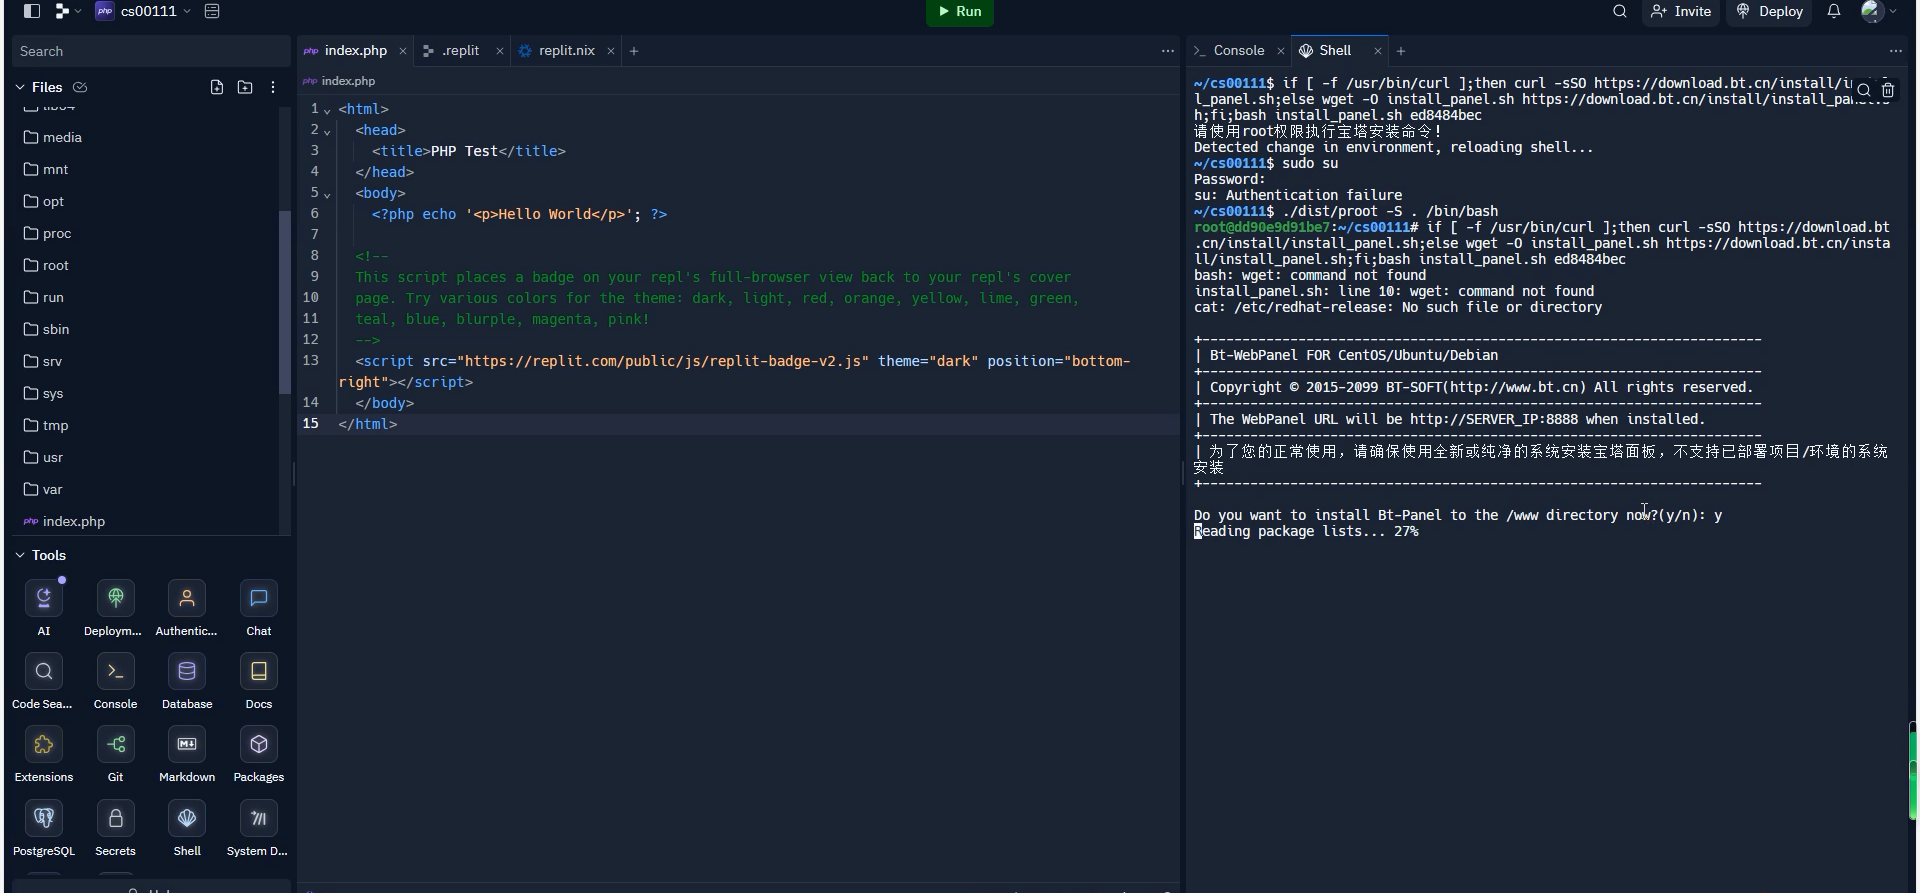 php cs00111
Run
Invite
Deploy
Search
Files
media
mnt
opt
proc
root
run
sbin
srv
sys
tmp
usr
var
php index.php
Tools
AI
Deploym...
Authentic...
Chat
Code Sea...
Console
Database
Docs
Extensions
Git
Markdown
Packages
PostgreSQL
Secrets
Shell
System D...
php index.php
.replit
replit.nix
php index.php
1 <html>
2 <head>
3 <title>PHP Test</title>
4 </head>
5 <body>
6 <?php echo '<p>Hello World</p>'; ?>
7
8 <!--
9 This script places a badge on your repl's full-browser view back to your repl's cover
10 page. Try various colors for the theme: dark, light, red, orange, yellow, lime, green,
11 teal, blue, blurple, magenta, pink!
12 -->
13 <script src="https://replit.com/public/js/replit-badge-v2.js" theme="dark" position="bottom-
right"></script>
14 </body>
15 </html>
Console
Shell
~/cs00111$ if [ -f /usr/bin/curl ];then curl -sSO https://download.bt.cn/install/
l_panel.sh;else wget -O install_panel.sh https://download.bt.cn/install/
h;fi;bash install_panel.sh ed8484bec
请使用root权限执行宝塔安装命令!
Detected change in environment, reloading shell...
~/cs00111$ sudo su
Password:
su: Authentication failure
~/cs00111$ ./dist/proot -S . /bin/bash
root@dd90e9d91be7:~/cs00111# if [ -f /usr/bin/curl ];then curl -sSO https://download.bt
.cn/install/install_panel.sh;else wget -O install_panel.sh https://download.bt.cn/insta
ll/install_panel.sh;fi;bash install_panel.sh ed8484bec
bash: wget: command not found
install_panel.sh: line 10: wget: command not found
cat: /etc/redhat-release: No such file or directory
+----------------------------------------------------------------------
| Bt-WebPanel FOR CentOS/Ubuntu/Debian
+----------------------------------------------------------------------
| Copyright © 2015-2099 BT-SOFT(http://www.bt.cn) All rights reserved.
+----------------------------------------------------------------------
| The WebPanel URL will be http://SERVER_IP:8888 when installed.
+----------------------------------------------------------------------
| 为了您的正常使用，请确保使用全新或纯净的系统安装宝塔面板，不支持已部署项目/环境的系统
安装
+----------------------------------------------------------------------
Do you want to install Bt-Panel to the /www directory now?(y/n): y
Reading package lists... 27%